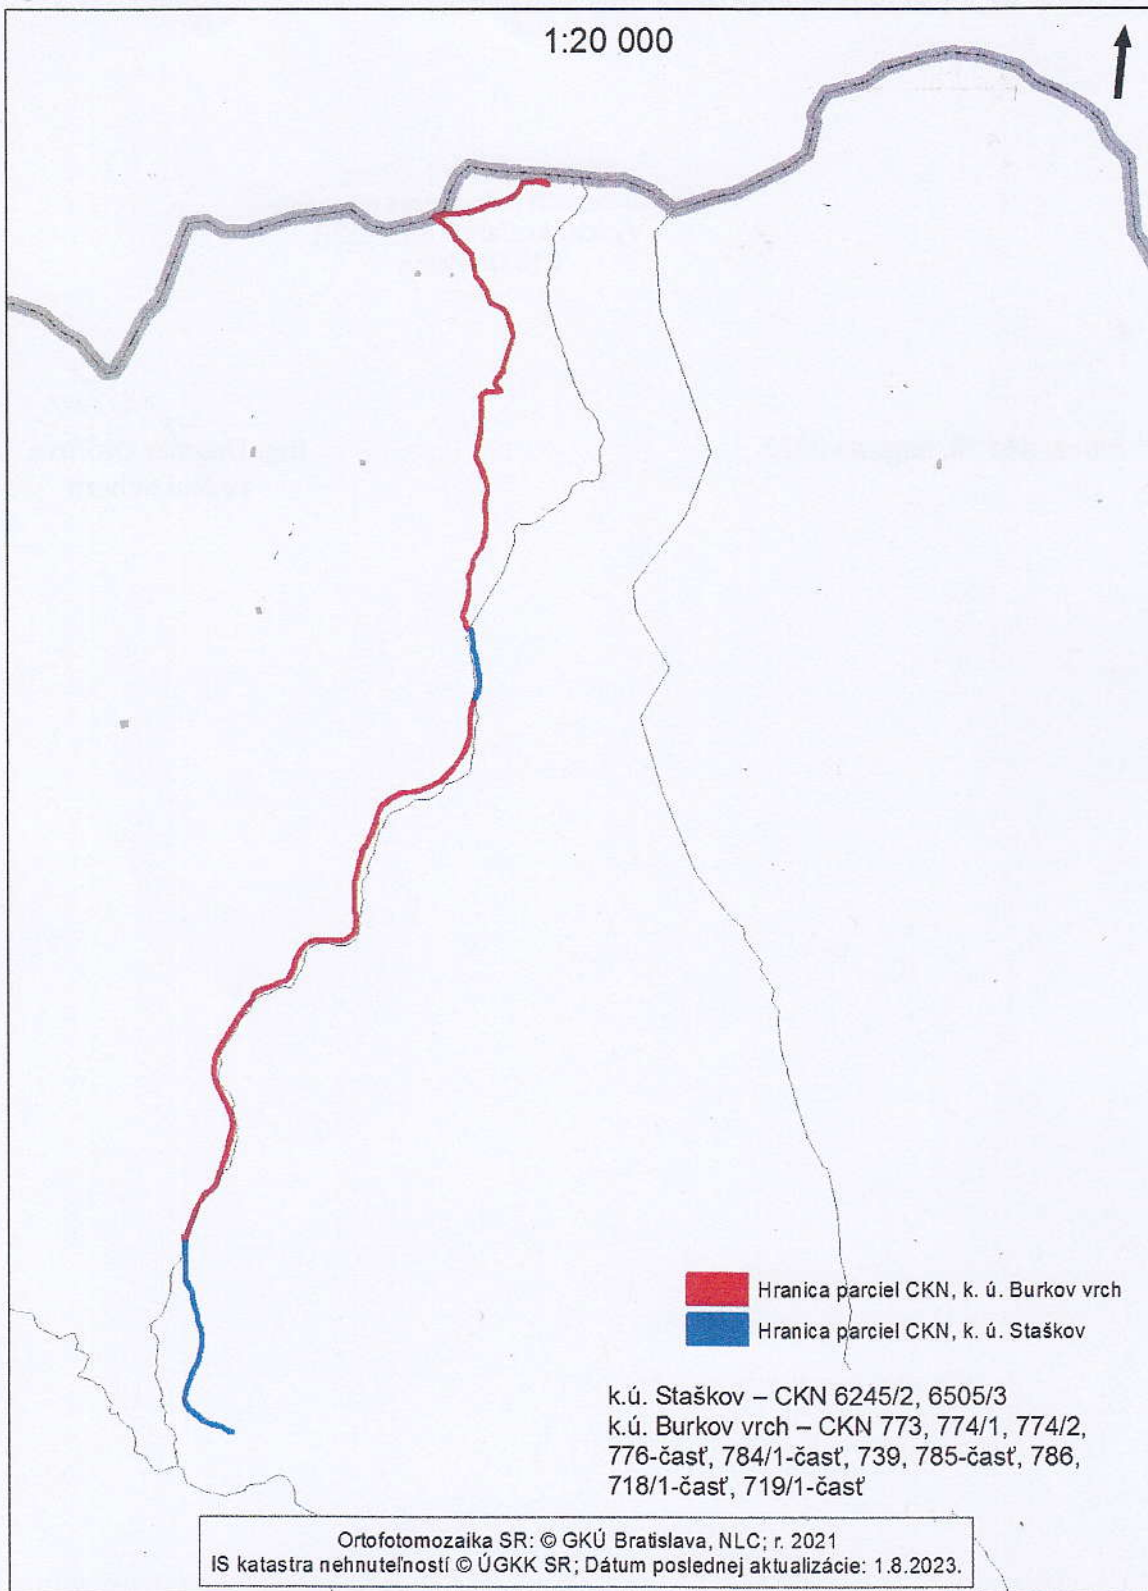 1:20 000
Hranica parciel CKN, k. ú. Burkov vrch
Hranica parciel CKN, k. ú. Staškov
k.ú. Staškov – CKN 6245/2, 6505/3
k.ú. Burkov vrch – CKN 773, 774/1, 774/2,
776-časť, 784/1-časť, 739, 785-časť, 786,
718/1-časť, 719/1-časť
Ortofotomozaika SR: © GKÚ Bratislava, NLC; r. 2021
IS katastra nehnuteľností © ÚGKK SR; Dátum poslednej aktualizácie: 1.8.2023.